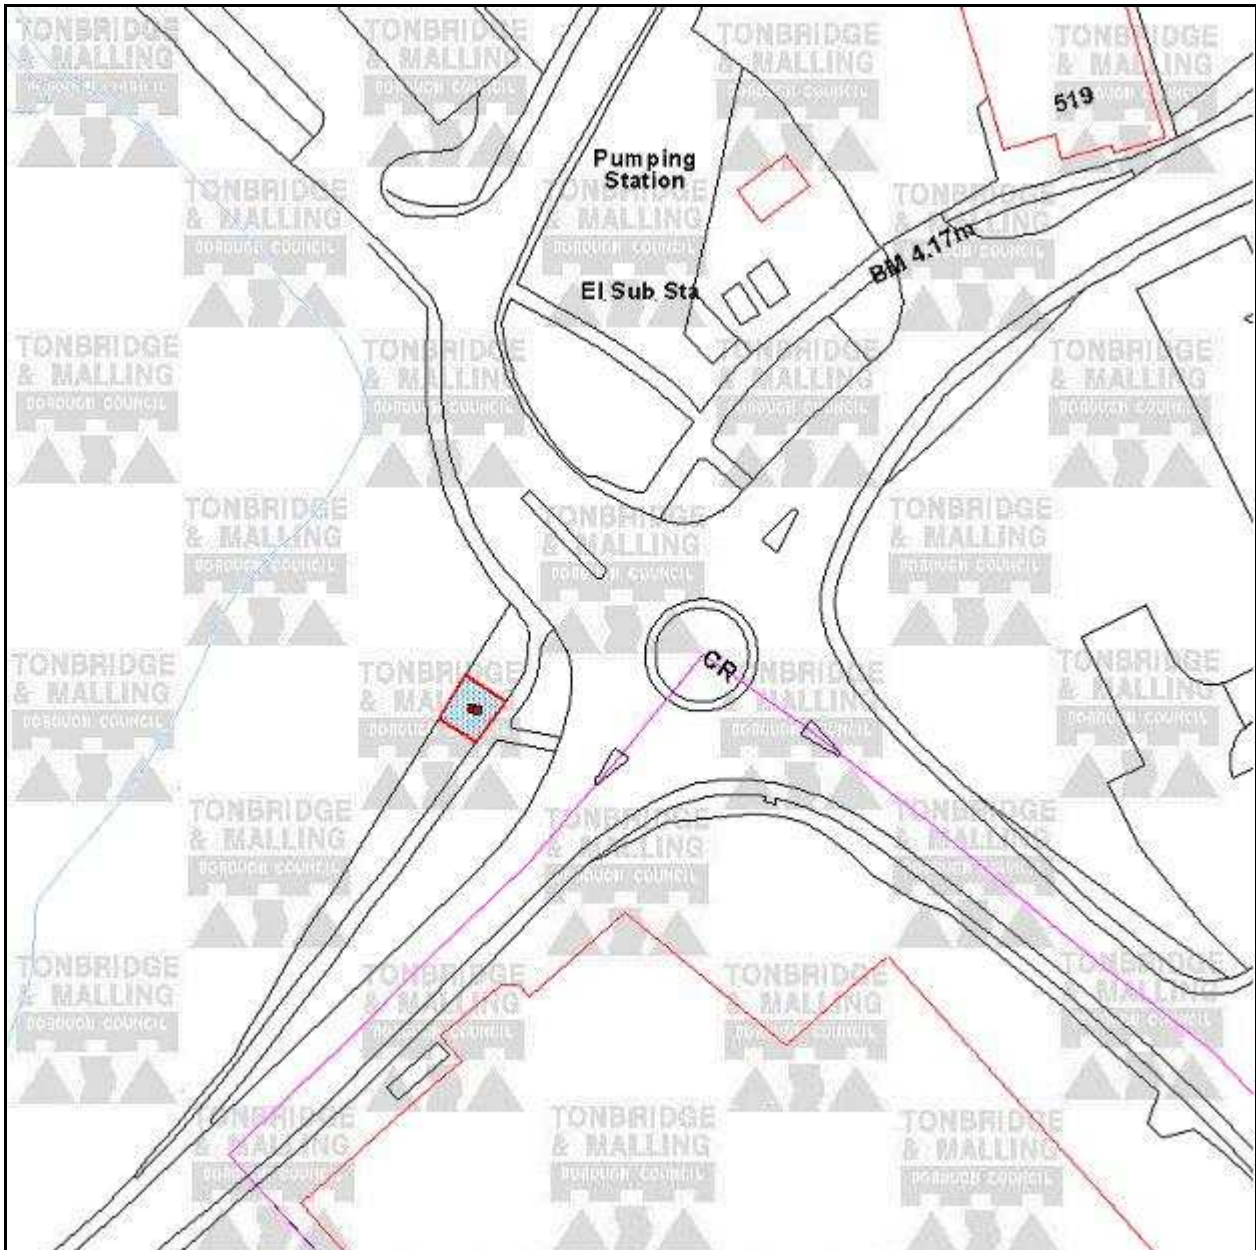 TONBRIDGE
& MALLING
BOROUGH COUNCIL
519
Pumping
Station
BM 4.17m
El Sub Sta
CR